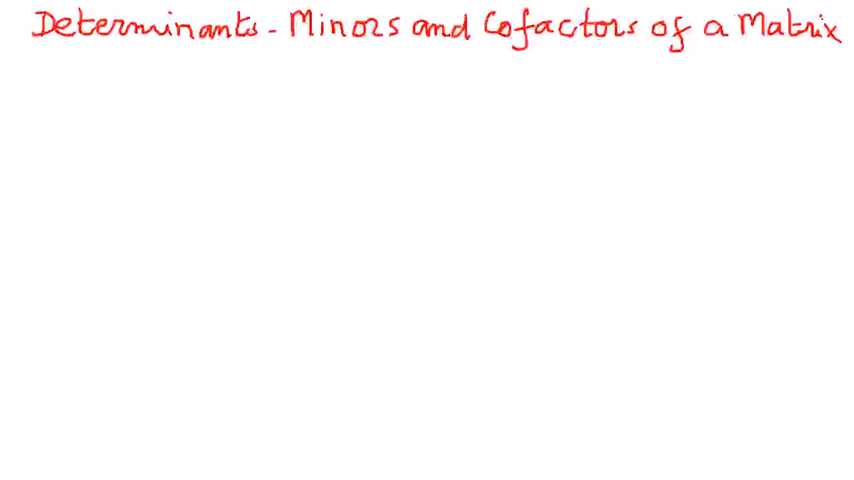 Determinants - Minors and Cofactors of a Matrix